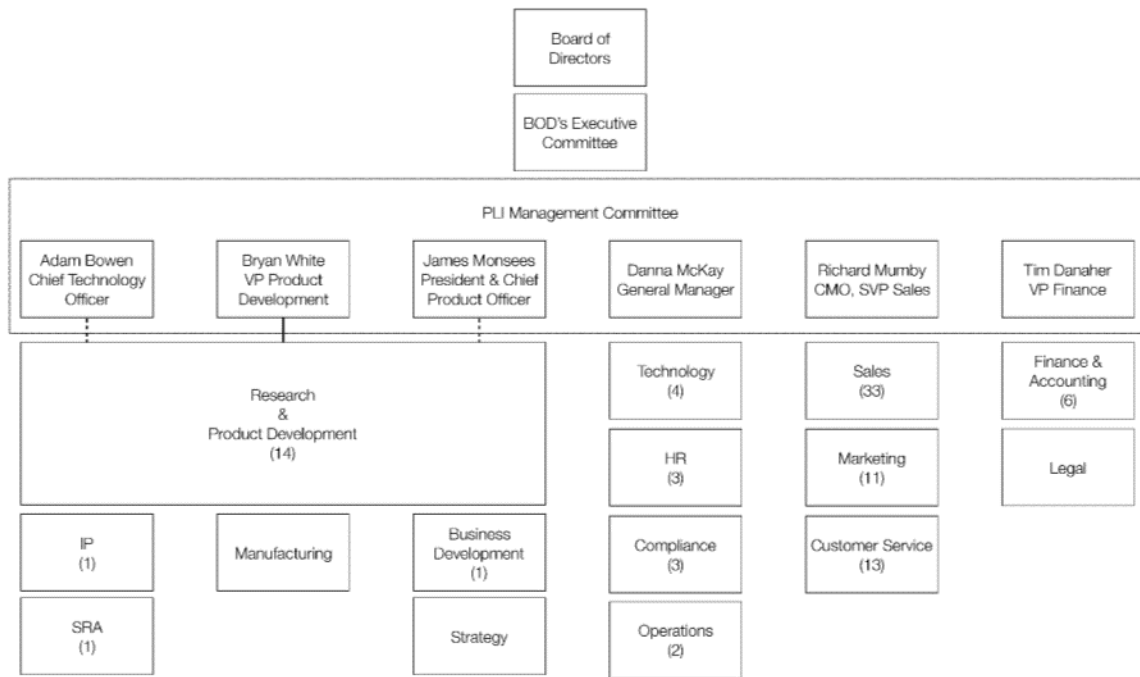 Board of
Directors
BOD's Executive
Committee
PLI Management Committee
Adam Bowen
Chief Technology
Officer
Bryan White
VP Product
Development
James Monsees
President & Chief
Product Officer
Danna McKay
General Manager
Richard Mumby
CMO, SVP Sales
Tim Danaher
VP Finance
Research
&
Product Development
(14)
Technology
(4)
Sales
(33)
Finance &
Accounting
(6)
HR
(3)
Marketing
(11)
Legal
IP
(1)
Manufacturing
Business
Development
(1)
Compliance
(3)
Customer Service
(13)
SRA
(1)
Strategy
Operations
(2)